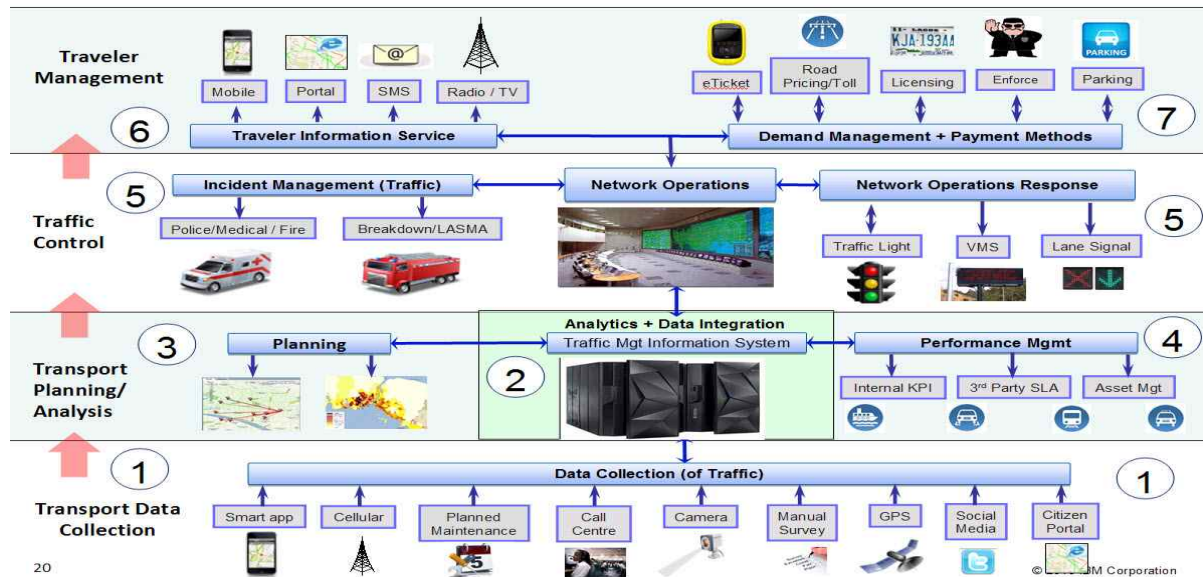 Traveler
Management
Mobile
Portal
SMS
Radio / TV
6
Traveler Information Service
KJA-193AA
PARKING
eTicket
Road
Pricing/Toll
Licensing
Enforce
Parking
Demand Management + Payment Methods
7
Traffic
Control
5
Incident Management (Traffic)
Police/Medical / Fire
Breakdown/LASMA
Network Operations
Network Operations Response
Traffic Light
VMS
Lane Signal
5
Transport
Planning/
Analysis
3
Planning
Analytics + Data Integration
Traffic Mgt Information System
2
Performance Mgmt
4
Internal KPI
3rd Party SLA
Asset Mgt
Transport Data
Collection
1
Data Collection (of Traffic)
1
Smart app
Cellular
Planned
Maintenance
5
Call
Centre
Camera
Manual
Survey
GPS
Social
Media
Citizen
Portal
20
Corporation